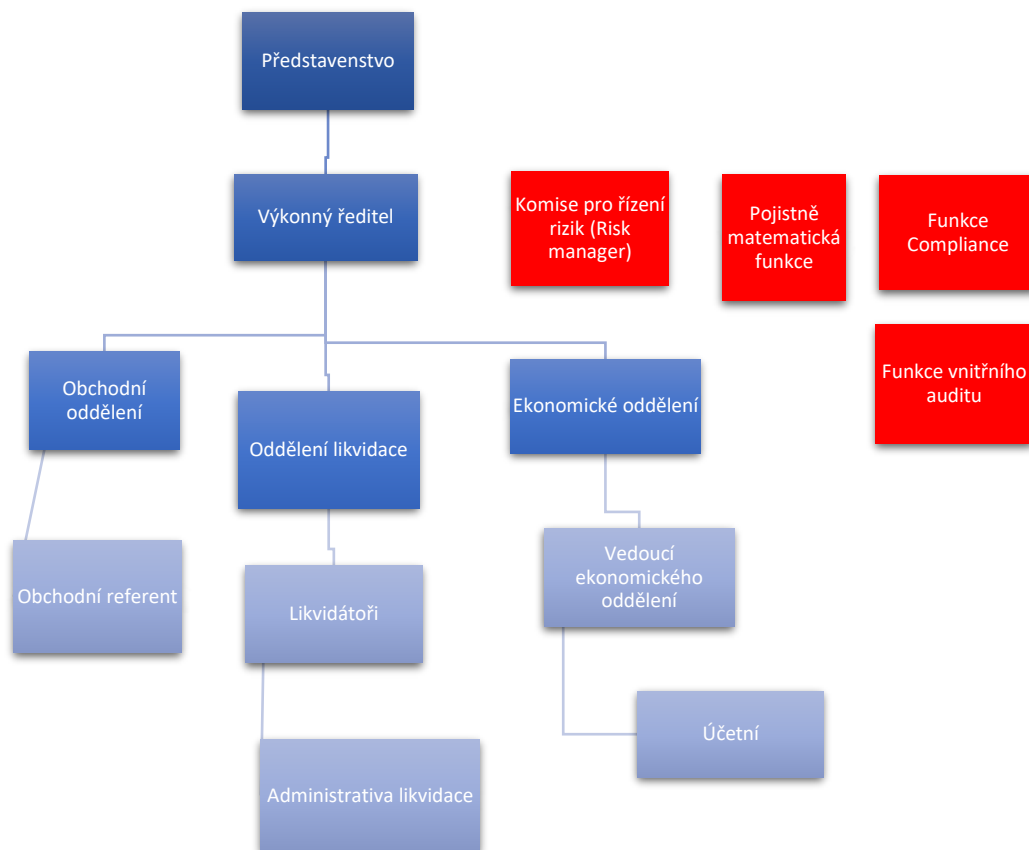 Představenstvo
Výkonný ředitel
Komise pro řízení
rizik (Risk
manager)
Pojistně
matematická
funkce
Funkce
Compliance
Funkce vnitřního
auditu
Obchodní
oddělení
Oddělení likvidace
Ekonomické oddělení
Obchodní referent
Likvidátoři
Vedoucí
ekonomického
oddělení
Účetní
Administrativa likvidace